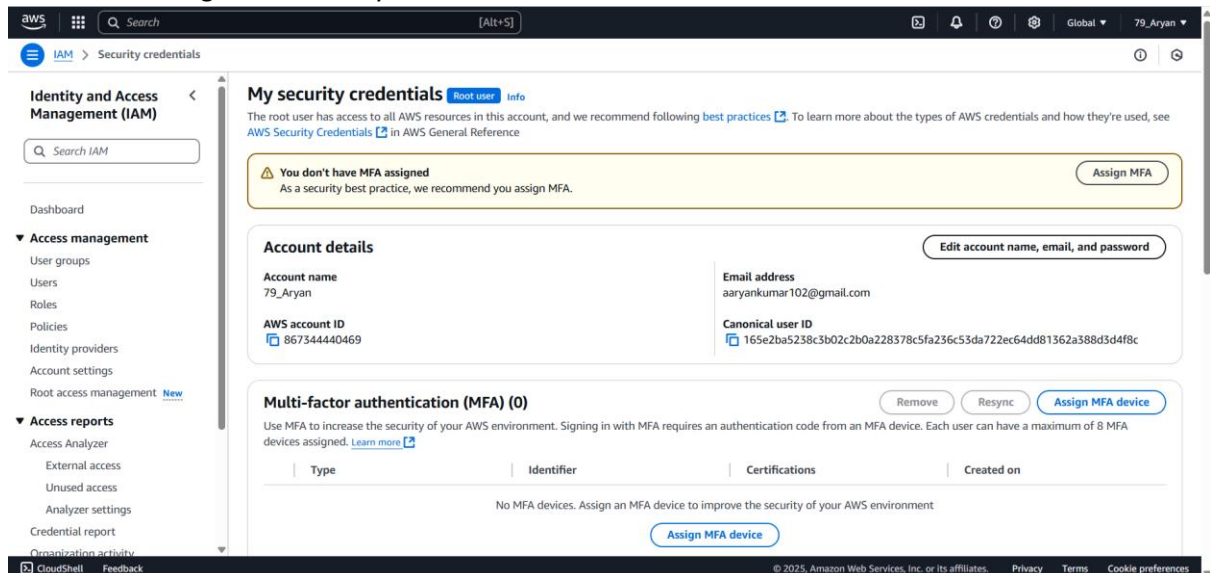 aws
Search
[Alt+S]
Global
79_Aryan
IAM > Security credentials
Identity and Access
Management (IAM)
Search IAM
Dashboard
Access management
User groups
Users
Roles
Policies
Identity providers
Account settings
Root access management New
Access reports
Access Analyzer
External access
Unused access
Analyzer settings
Credential report
Organization activity
My security credentials Root user Info
The root user has access to all AWS resources in this account, and we recommend following best practices. To learn more about the types of AWS credentials and how they're used, see
AWS Security Credentials in AWS General Reference
You don't have MFA assigned
As a security best practice, we recommend you assign MFA.
Assign MFA
Account details
Edit account name, email, and password
Account name
79_Aryan
Email address
aaryankumar102@gmail.com
AWS account ID
867344440469
Canonical user ID
165e2ba5238c3b02c2b0a228378c5fa236c53da722ec64dd81362a388d3d4f8c
Multi-factor authentication (MFA) (0)
Remove
Resync
Assign MFA device
Use MFA to increase the security of your AWS environment. Signing in with MFA requires an authentication code from an MFA device. Each user can have a maximum of 8 MFA
devices assigned. Learn more
Type
Identifier
Certifications
Created on
No MFA devices. Assign an MFA device to improve the security of your AWS environment
Assign MFA device
CloudShell
Feedback
© 2025, Amazon Web Services, Inc. or its affiliates.
Privacy
Terms
Cookie preferences